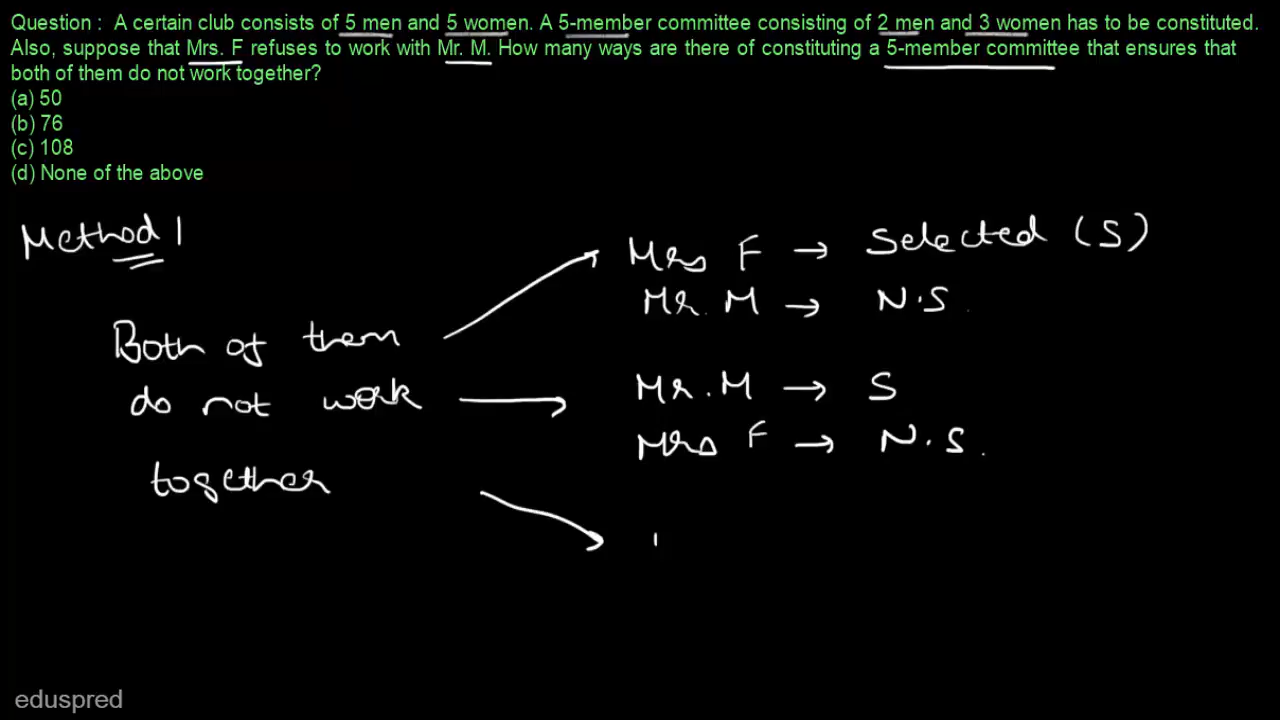 Question : A certain club consists of 5 men and 5 women. A 5-member committee consisting of 2 men and 3 women has to be constituted.
Also, suppose that Mrs. F refuses to work with Mr. M. How many ways are there of constituting a 5-member committee that ensures that
both of them do not work together?
(a) 50
(b) 76
(c) 108
(d) None of the above
Method 1
Mrs F → Selected (S)
Mr. M → N.S.
Both of them
do not work
together
Mr. M → S
Mrs F → N.S.
eduspred